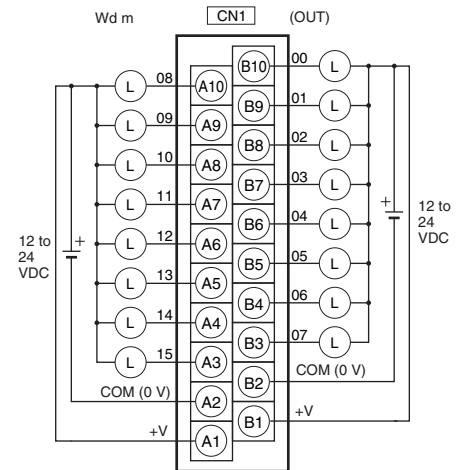 Wd m CN1 (OUT)
B10 00 L
L 08 A10
B9 01 L
L 09 A9
B8 02 L
L 10 A8
B7 03 L
L 11 A7
B6 04 L
L 12 A6
B5 05 L
L 13 A5
B4 06 L
L 14 A4
B3 07 L
L 15 A3
B2 COM (0 V)
COM (0 V) A2
B1 +V
+V A1
12 to
24
VDC
+
+
12 to
24
VDC